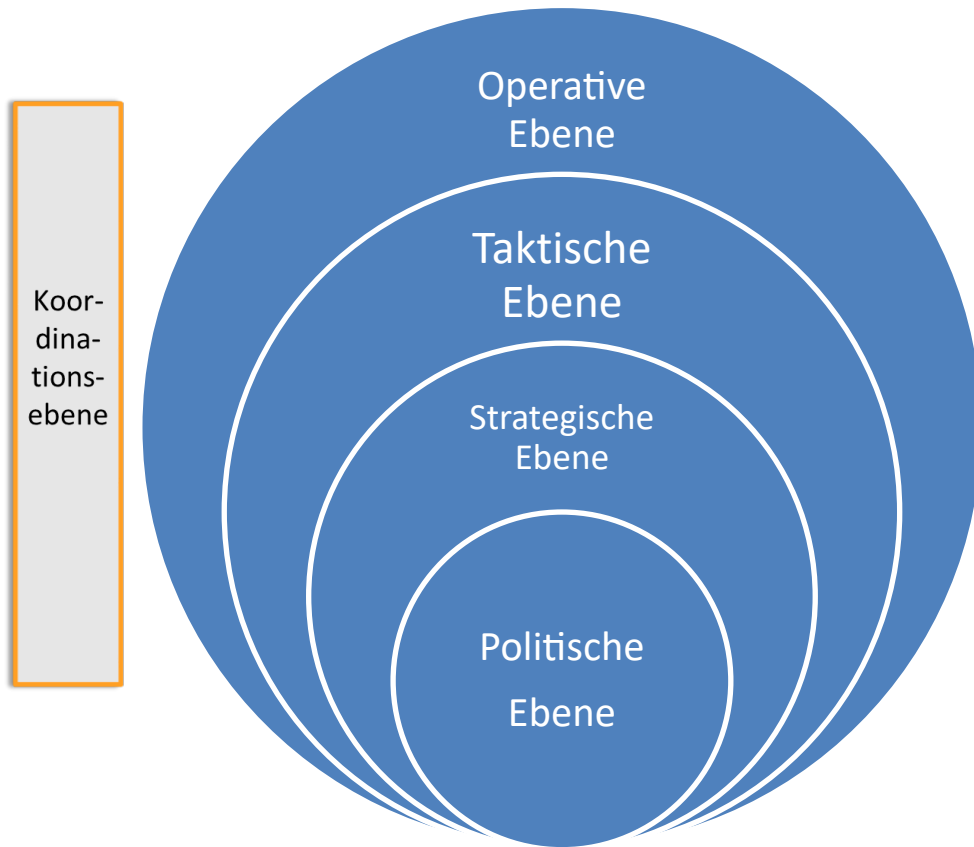 Operative
Ebene
Taktische
Ebene
Koor-
dina-
tions-
ebene
Strategische
Ebene
Politische
Ebene